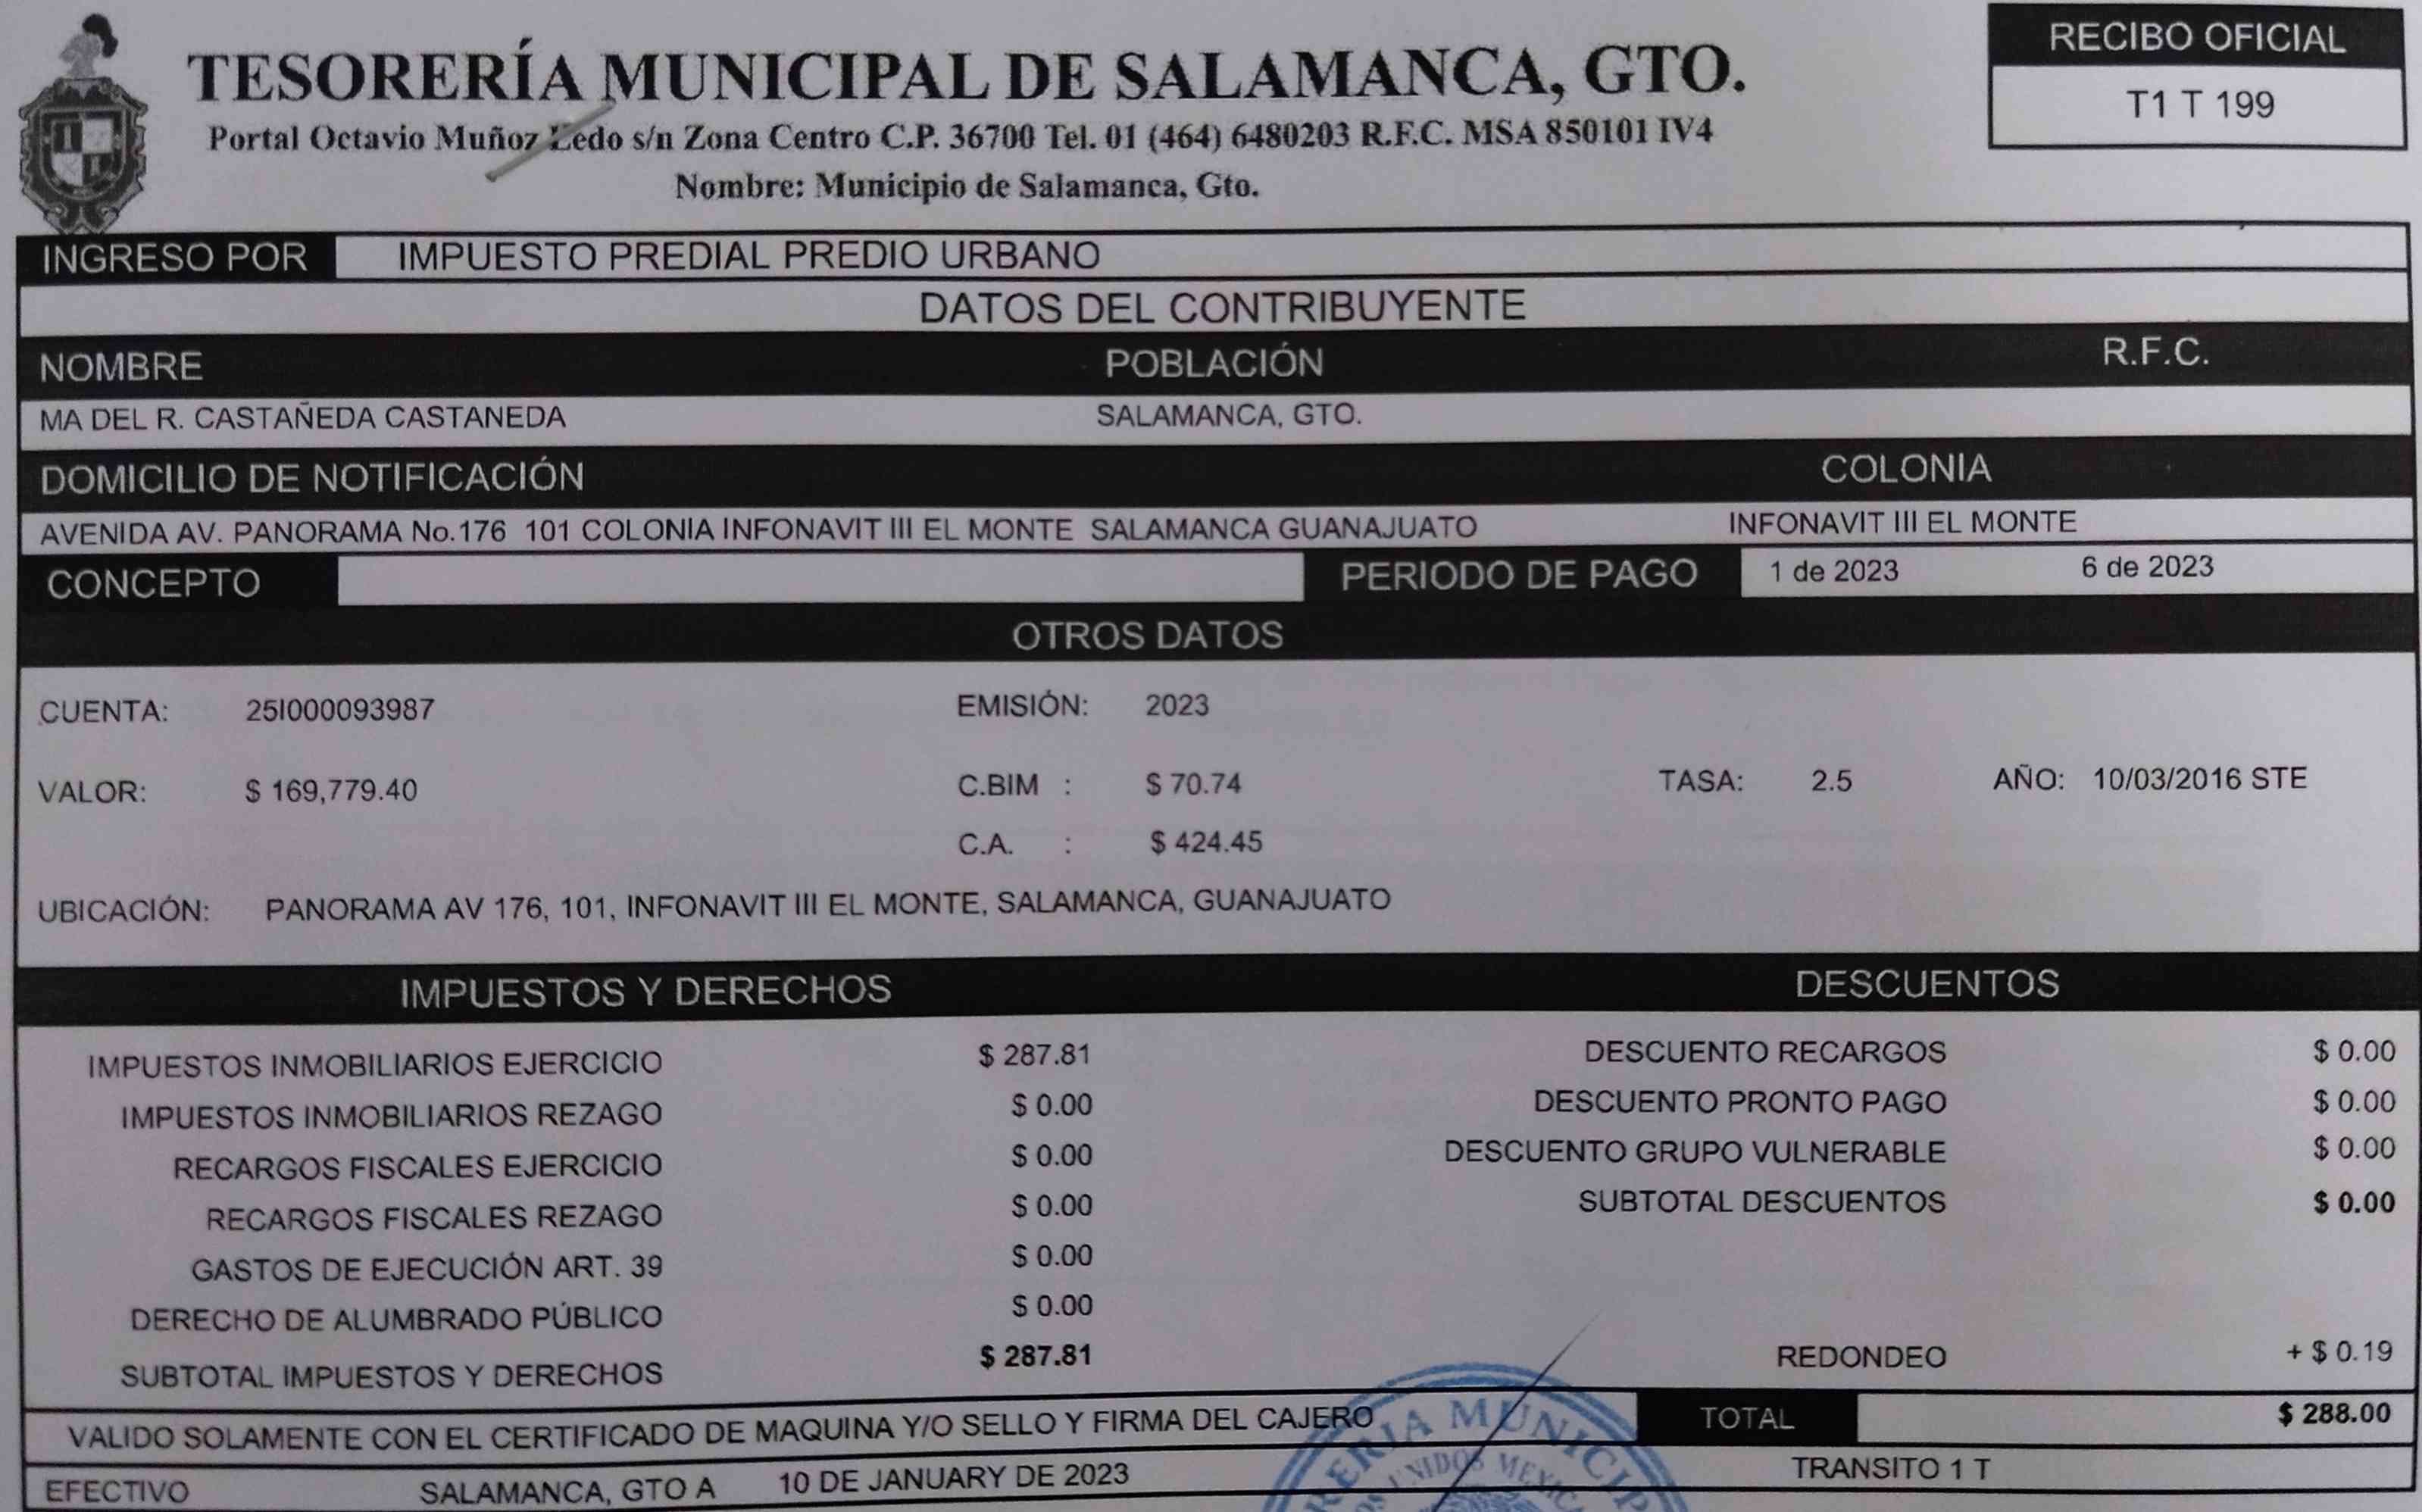 RECIBO OFICIAL
T1 T 199
TESORERÍA MUNICIPAL DE SALAMANCA, GTO.
Portal Octavio Muñoz Ledo s/n Zona Centro C.P. 36700 Tel. 01 (464) 6480203 R.F.C. MSA 850101 IV4
Nombre: Municipio de Salamanca, Gto.
INGRESO POR IMPUESTO PREDIAL PREDIO URBANO
DATOS DEL CONTRIBUYENTE
NOMBRE POBLACIÓN R.F.C.
MA DEL R. CASTAÑEDA CASTANEDA SALAMANCA, GTO.
DOMICILIO DE NOTIFICACIÓN COLONIA
AVENIDA AV. PANORAMA No.176 101 COLONIA INFONAVIT III EL MONTE SALAMANCA GUANAJUATO INFONAVIT III EL MONTE
CONCEPTO PERIODO DE PAGO 1 de 2023 6 de 2023
OTROS DATOS
CUENTA: 25I000093987 EMISIÓN: 2023
VALOR: $ 169,779.40 C.BIM : $ 70.74 TASA: 2.5 AÑO: 10/03/2016 STE
C.A. : $ 424.45
UBICACIÓN: PANORAMA AV 176, 101, INFONAVIT III EL MONTE, SALAMANCA, GUANAJUATO
IMPUESTOS Y DERECHOS DESCUENTOS
IMPUESTOS INMOBILIARIOS EJERCICIO $ 287.81 DESCUENTO RECARGOS $ 0.00
IMPUESTOS INMOBILIARIOS REZAGO $ 0.00 DESCUENTO PRONTO PAGO $ 0.00
RECARGOS FISCALES EJERCICIO $ 0.00 DESCUENTO GRUPO VULNERABLE $ 0.00
RECARGOS FISCALES REZAGO $ 0.00 SUBTOTAL DESCUENTOS $ 0.00
GASTOS DE EJECUCIÓN ART. 39 $ 0.00
DERECHO DE ALUMBRADO PÚBLICO $ 0.00
SUBTOTAL IMPUESTOS Y DERECHOS $ 287.81 REDONDEO + $ 0.19
VALIDO SOLAMENTE CON EL CERTIFICADO DE MAQUINA Y/O SELLO Y FIRMA DEL CAJERO TOTAL $ 288.00
EFECTIVO SALAMANCA, GTO A 10 DE JANUARY DE 2023 TRANSITO 1 T